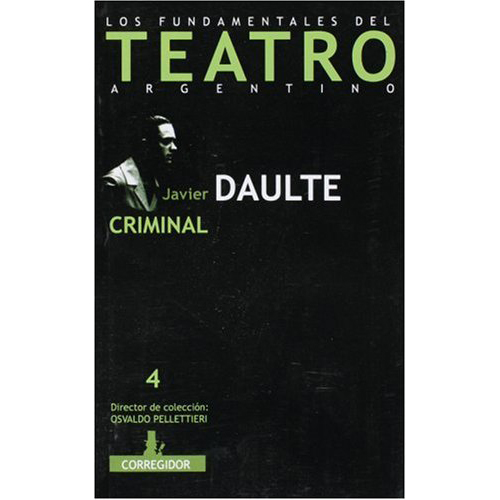 LOS FUNDAMENTALES DEL
TEATRO
ARGENTINO
Javier DAULTE
CRIMINAL
4
Director de colección:
OSVALDO PELLETTIERI
CORREGIDOR